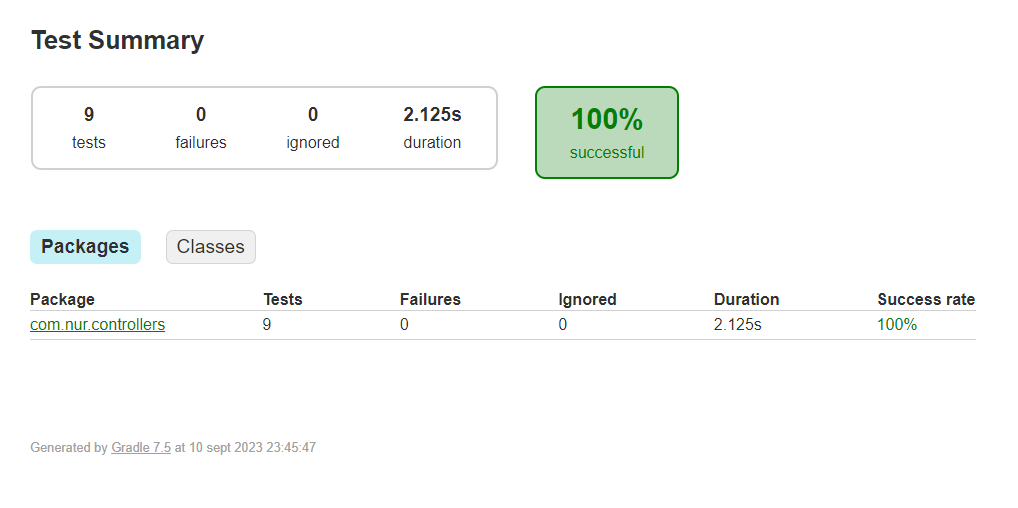 Test Summary
9 0 0 2.125s
tests failures ignored duration
100%
successful
Packages Classes
Package Tests Failures Ignored Duration Success rate
com.nur.controllers 9 0 0 2.125s 100%
Generated by Gradle 7.5 at 10 sept 2023 23:45:47